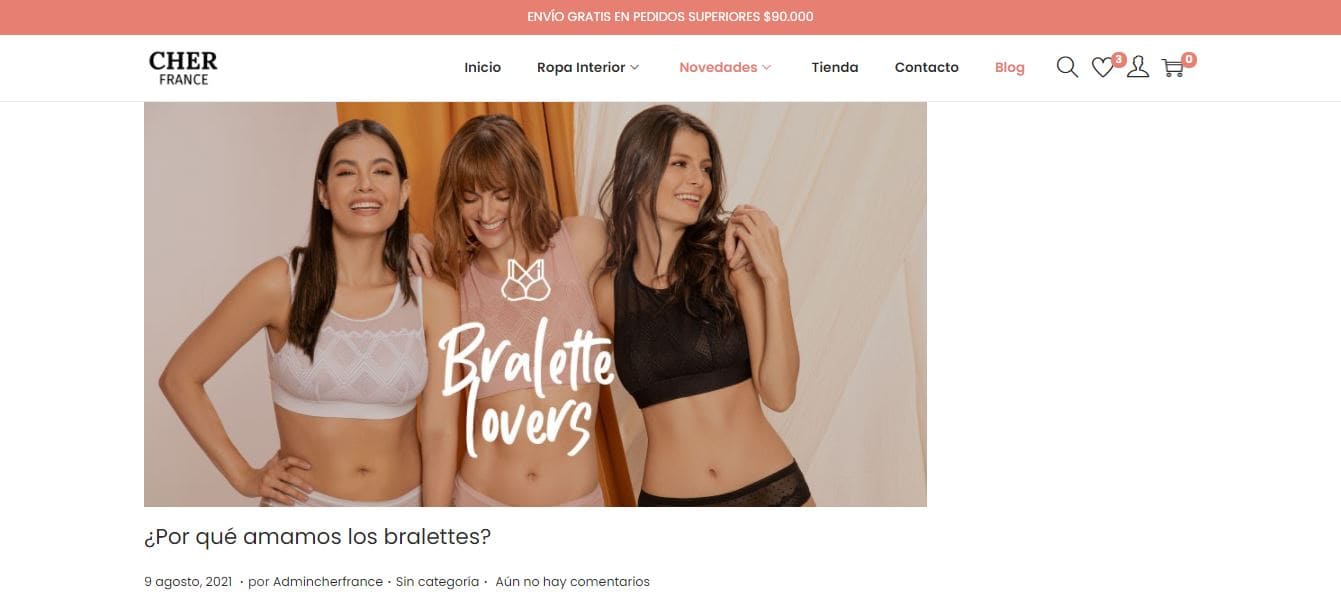 ENVÍO GRATIS EN PEDIDOS SUPERIORES $90.000
CHER
FRANCE
Inicio
Ropa Interior
Novedades
Tienda
Contacto
Blog
3
0
Bralette
lovers
¿Por qué amamos los bralettes?
9 agosto, 2021 · por Admincherfrance · Sin categoría · Aún no hay comentarios